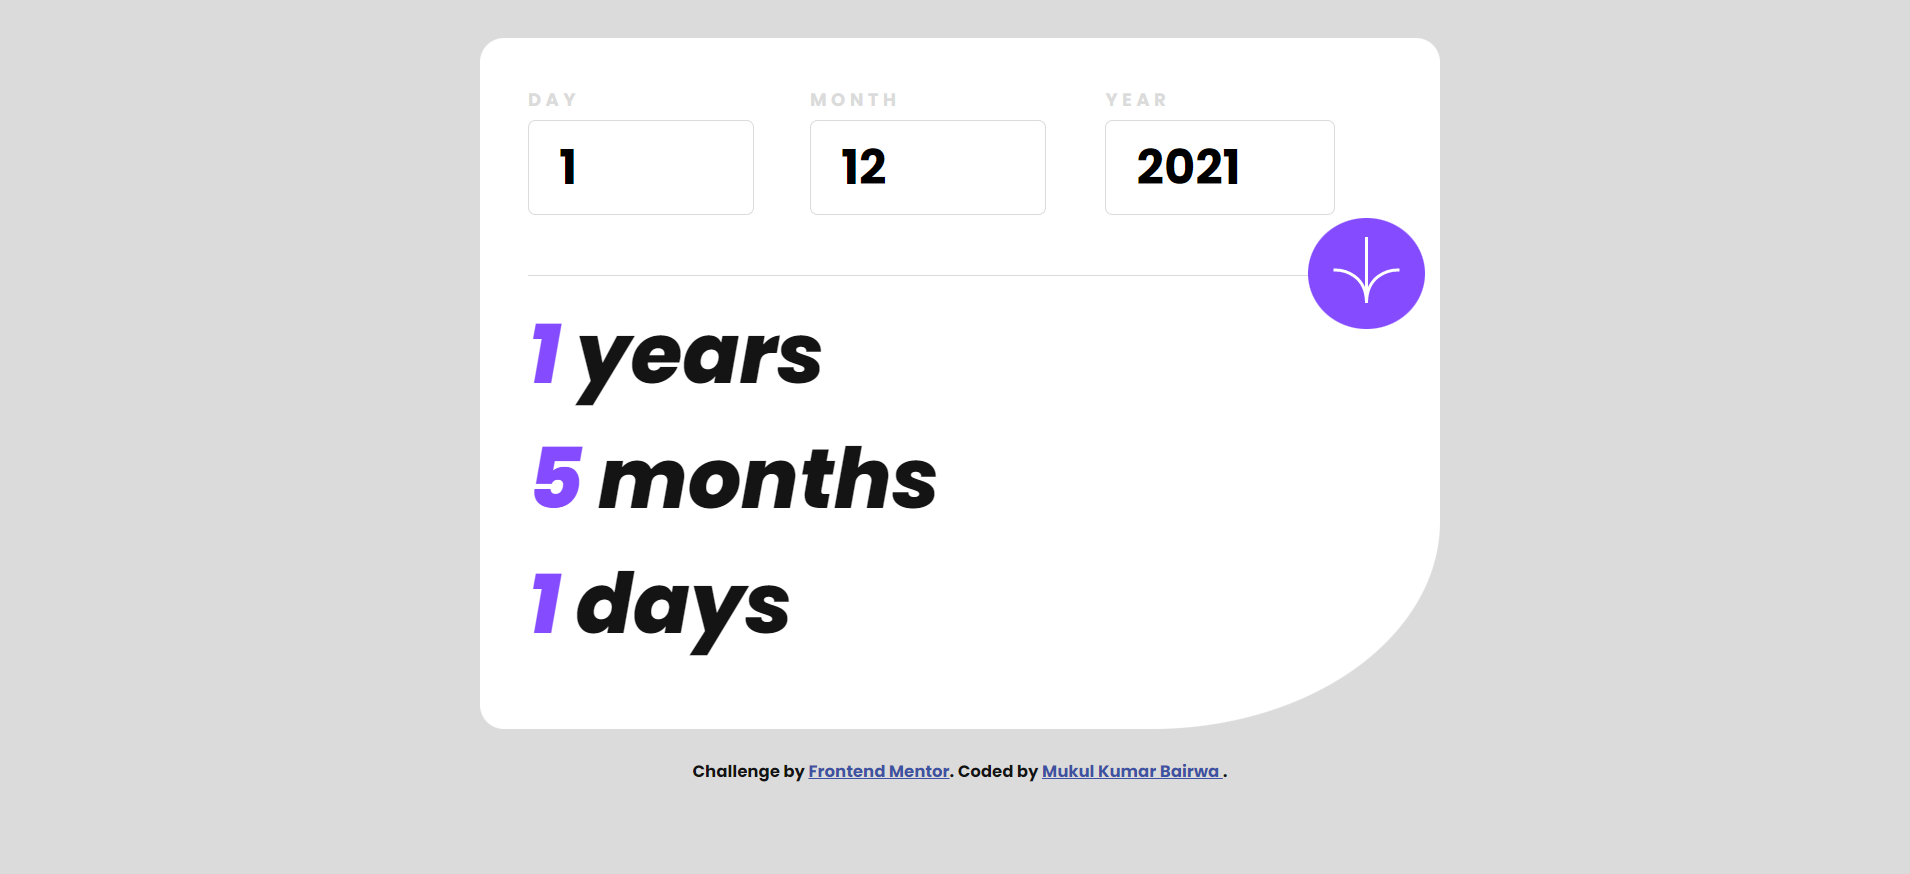 DAY MONTH YEAR
1 12 2021
1 years
5 months
1 days
Challenge by Frontend Mentor. Coded by Mukul Kumar Bairwa .